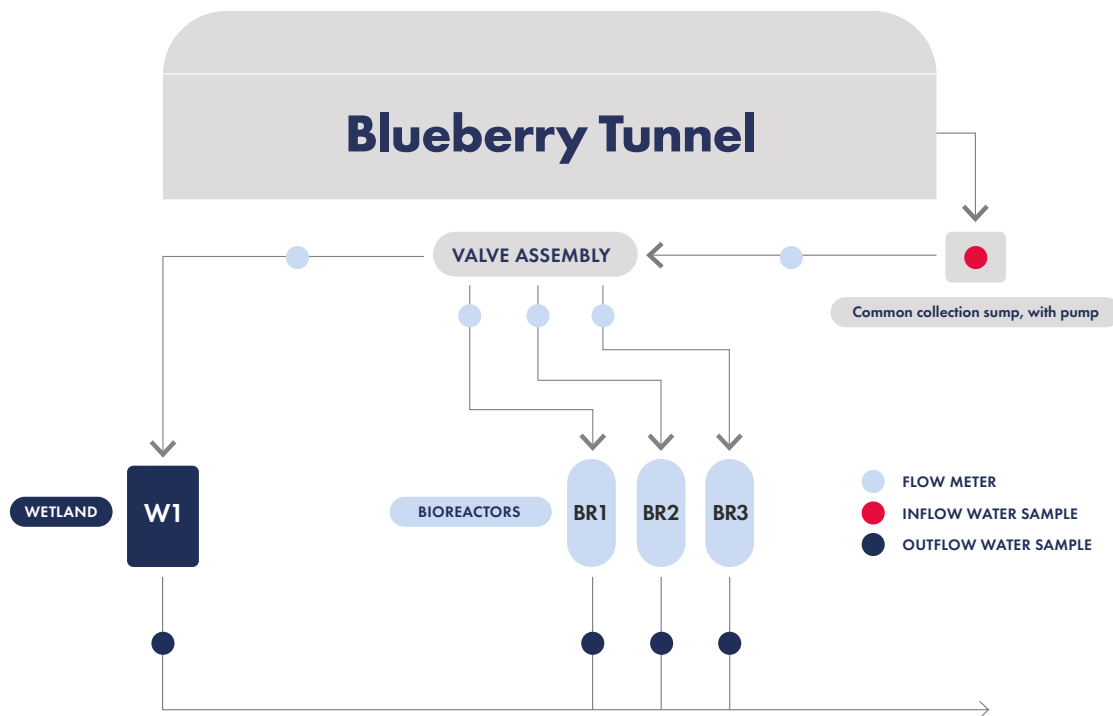 Blueberry Tunnel
VALVE ASSEMBLY
Common collection sump, with pump
WETLAND
W1
BIOREACTORS
BR1
BR2
BR3
FLOW METER
INFLOW WATER SAMPLE
OUTFLOW WATER SAMPLE